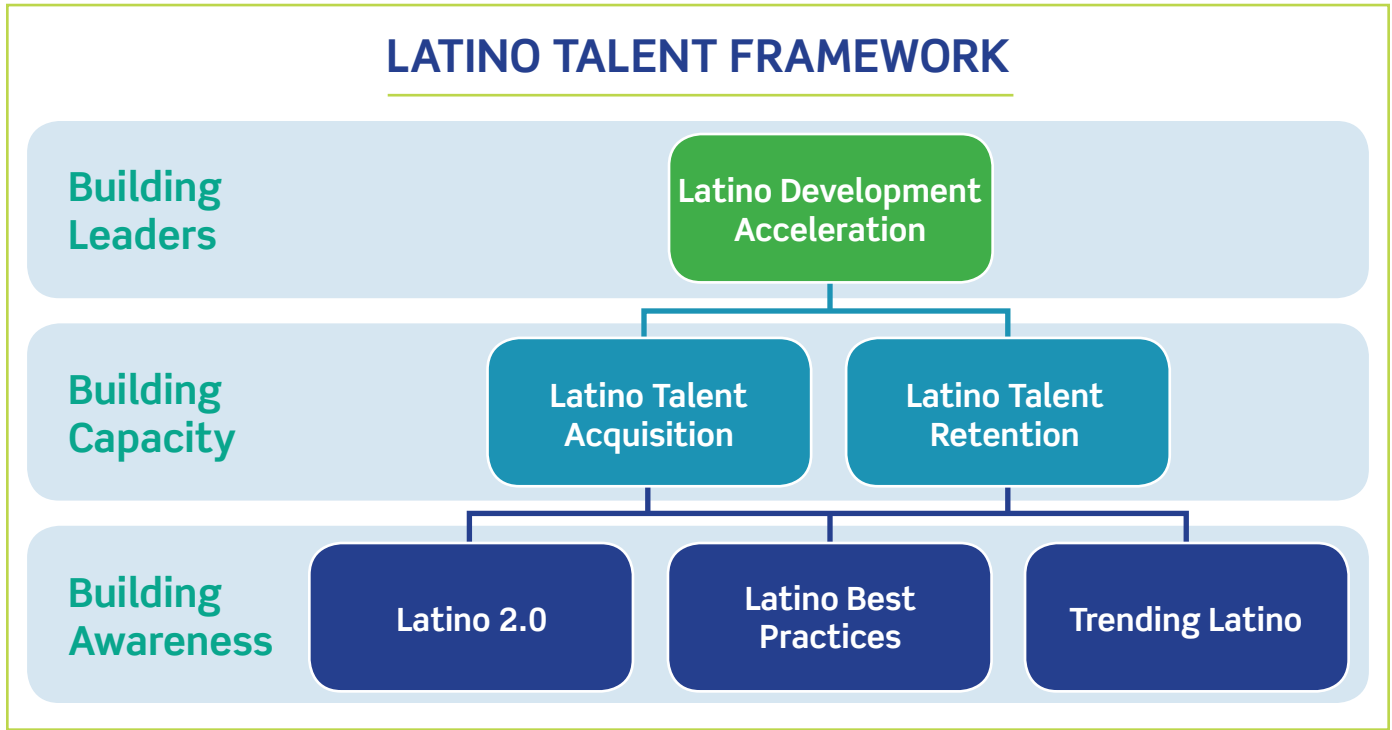 LATINO TALENT FRAMEWORK
Building
Leaders
Latino Development
Acceleration
Building
Capacity
Latino Talent
Acquisition
Latino Talent
Retention
Building
Awareness
Latino 2.0
Latino Best
Practices
Trending Latino